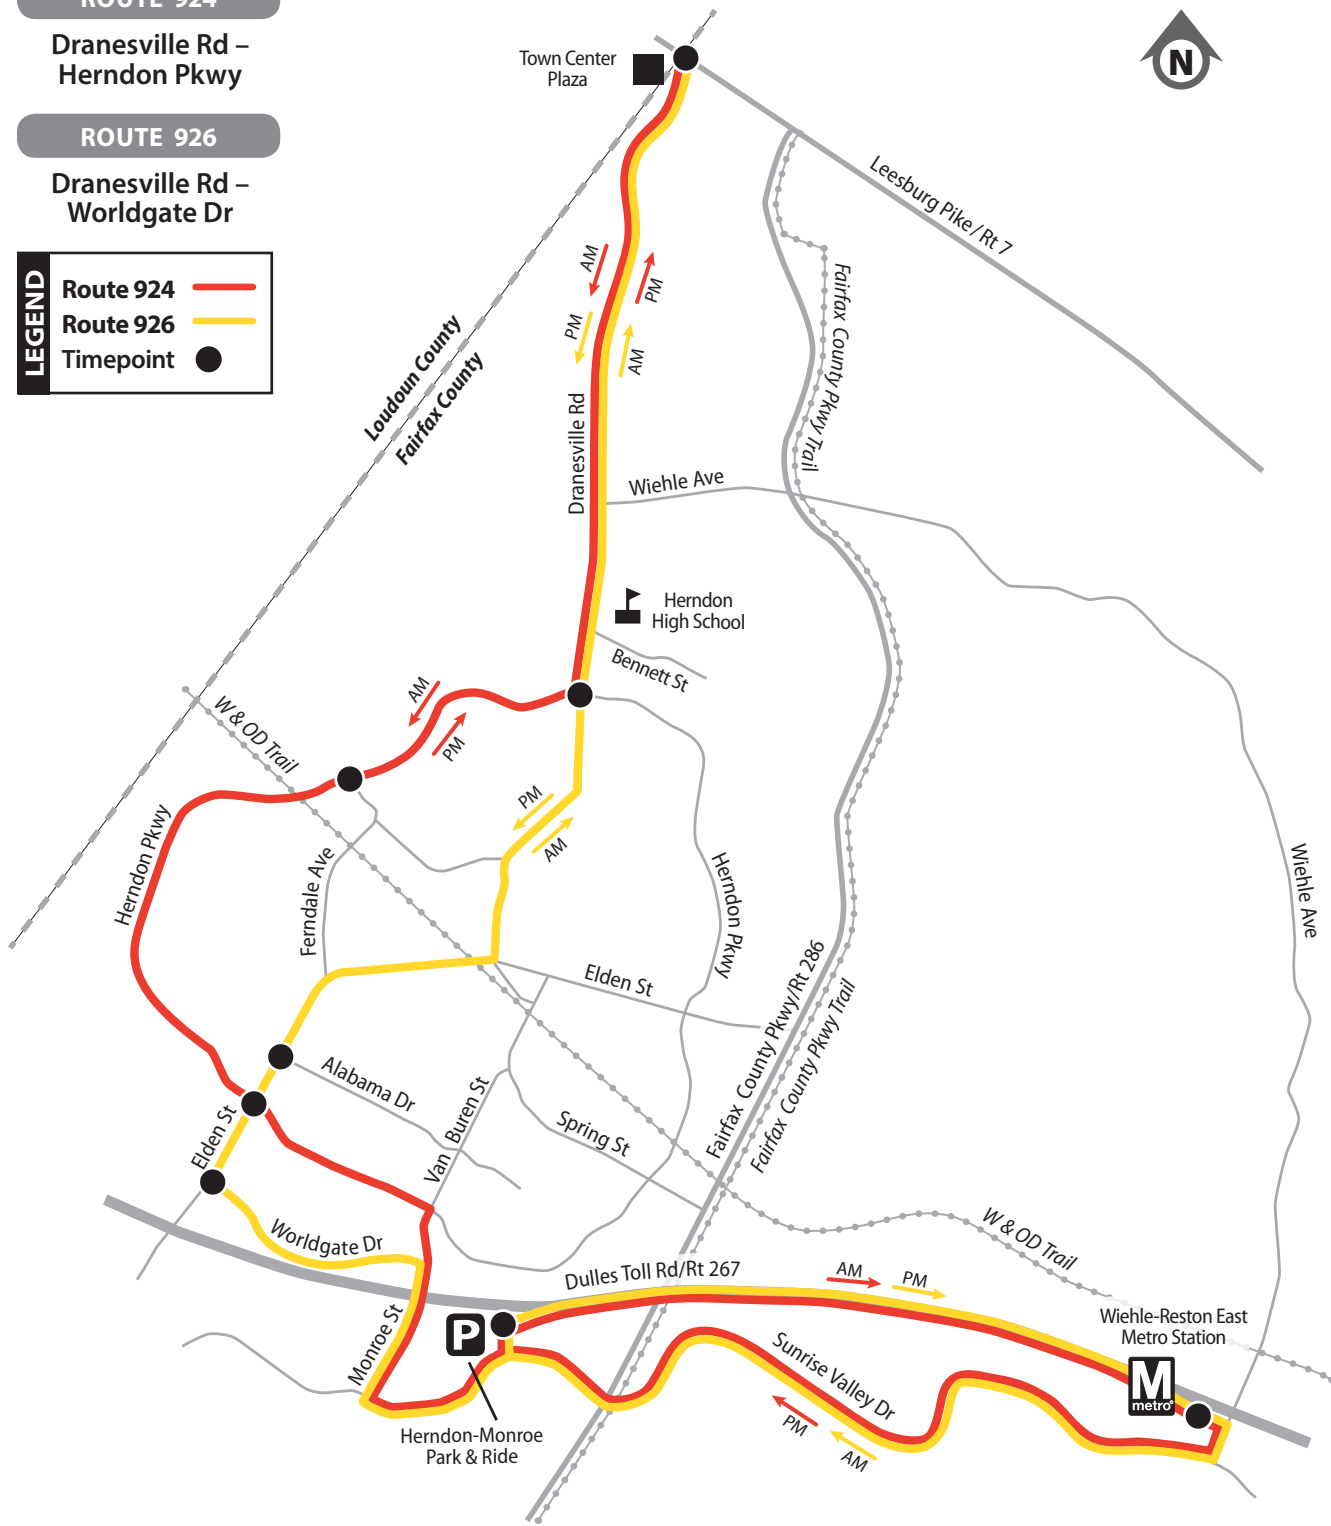 ROUTE 924
Dranesville Rd –
Herndon Pkwy
ROUTE 926
Dranesville Rd –
Worldgate Dr
LEGEND
Route 924
Route 926
Timepoint
Town Center
Plaza
N
Leesburg Pike/Rt 7
AM
PM
PM
AM
Fairfax County Pkwy Trail
Loudoun County
Fairfax County
Dranesville Rd
Wiehle Ave
Herndon
High School
Bennett St
AM
PM
W & OD Trail
PM
AM
Herndon Pkwy
Ferndale Ave
Herndon Pkwy
Wiehle Ave
Elden St
Fairfax County Pkwy/Rt 286
Fairfax County Pkwy Trail
Alabama Dr
Van Buren St
Spring St
Elden St
Worldgate Dr
W & OD Trail
Dulles Toll Rd/Rt 267
AM
PM
Wiehle-Reston East
Metro Station
Monroe St
P
Sunrise Valley Dr
M
metro®
PM
AM
Herndon-Monroe
Park & Ride